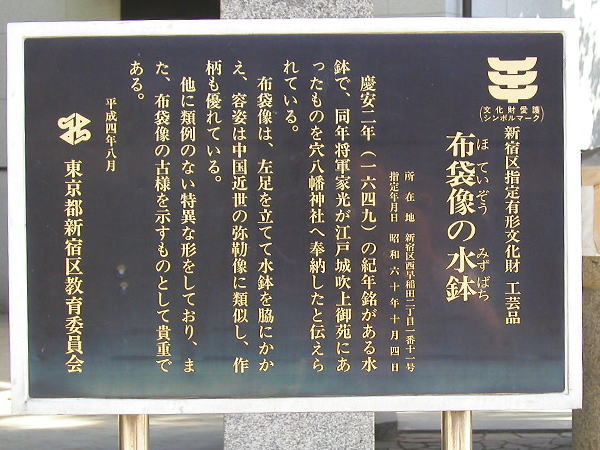 (文化財愛護
シンボルマーク)
新宿区指定有形文化財 工芸品
ほていぞう みずばち
布袋像の水鉢
所在地 新宿区西早稲田二丁目一番十一号
指定年月日 昭和六十年十月四日
慶安二年(一六四九)の紀年銘がある水
鉢で、同年将軍家光が江戸城吹上御苑にあ
ったものを穴八幡神社へ奉納したと伝えら
れている。
布袋像は、左足を立てて水鉢を脇にかか
え、容姿は中国近世の弥勒像に類似し、作
柄も優れている。
他に類例のない特異な形をしており、ま
た、布袋像の古様を示すものとして貴重で
ある。
平成四年八月
東京都新宿区教育委員会